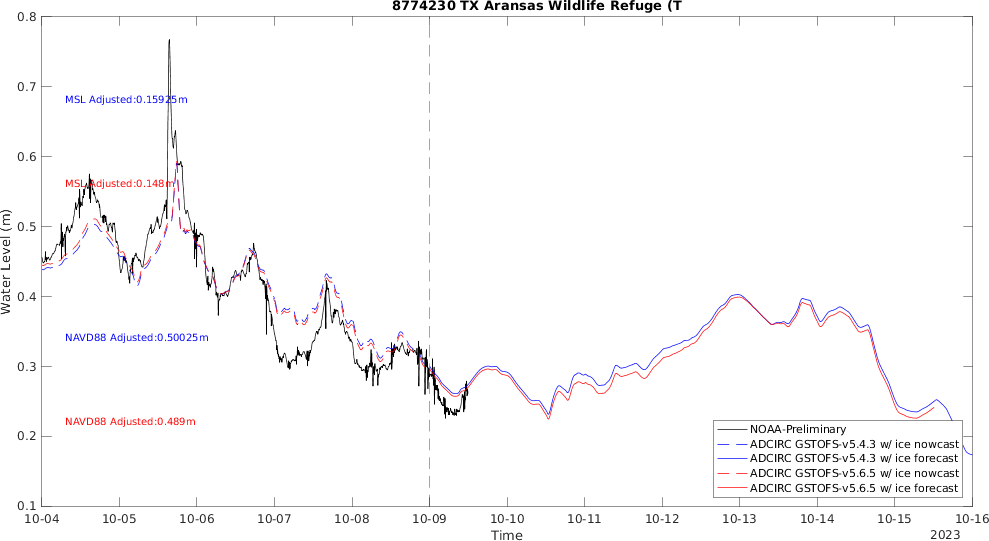 8774230 TX Aransas Wildlife Refuge (T
0.8
0.7
0.6
0.5
0.4
0.3
0.2
0.1
Water Level (m)
MSL Adjusted:0.15925m
MSL Adjusted:0.148m
NAVD88 Adjusted:0.50025m
NAVD88 Adjusted:0.489m
NOAA-Preliminary
ADCIRC GSTOFS-v5.4.3 w/ ice nowcast
ADCIRC GSTOFS-v5.4.3 w/ ice forecast
ADCIRC GSTOFS-v5.6.5 w/ ice nowcast
ADCIRC GSTOFS-v5.6.5 w/ ice forecast
10-04 10-05 10-06 10-07 10-08 10-09 10-10 10-11 10-12 10-13 10-14 10-15 10-16
Time
2023